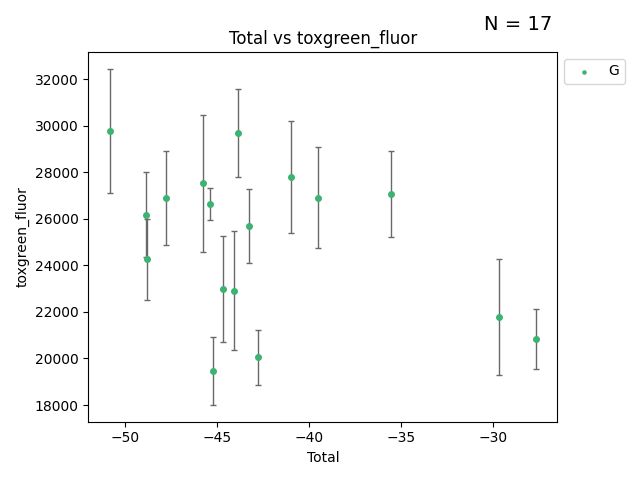 N = 17
Total vs toxgreen_fluor
G
32000
30000
28000
26000
24000
22000
20000
18000
toxgreen_fluor
−50
−45
−40
−35
−30
Total